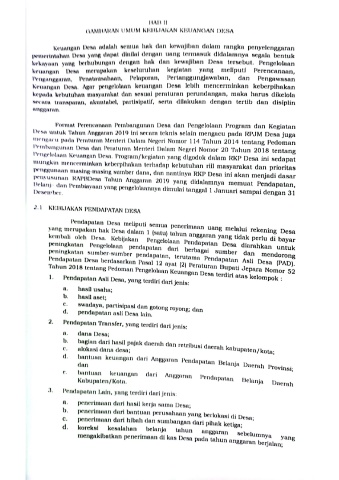 BAB II
GAMBARAN UMUM KEBIJAKAN KEUANGAN DESA
Keuangan Desa adalah semua hak dan kewajiban dalam rangka penyelenggaraan
pemerintahan Desa yang dapat dinilai dengan uang termasuk didalamnya segala bentuk
kekayaan yang berhubungan dengan hak dan kewajiban Desa tersebut. Pengelolaan
keuangan Desa merupakan keseluruhan kegiatan yang meliputi Perencanaan,
Penganggaran, Penatausahaan, Pelaporan, Pertanggungjawaban, dan Pengawasan
Keuangan Desa. Agar pengelolaan keuangan Desa lebih mencerminkan keberpihakan
kepada kebutuhan masyarakat dan sesuai peraturan perundangan, maka harus dikelola
secara transparan, akuntabel, partisipatif, serta dilakukan dengan tertib dan disiplin
anggaran.
Format Perencanaan Pembangunan Desa dan Pengelolaan Program dan Kegiatan
Desa untuk Tahun Anggaran 2019 ini secara teknis selain mengacu pada RPJM Desa juga
mengacu pada Peraturan Menteri Dalam Negeri Nomor 114 Tahun 2014 tentang Pedoman
Pembangunan Desa dan Peraturan Menteri Dalam Negeri Nomor 20 Tahun 2018 tentang
Pengelolaan Keuangan Desa. Program/kegiatan yang digodok dalam RKP Desa ini sedapat
mungkin mencerminkan keberpihakan terhadap kebutuhan riil masyarakat dan prioritas
penggunaan masing-masing sumber dana, dan nantinya RKP Desa ini akan menjadi dasar
penyusunan RAPBDesa Tahun Anggaran 2019 yang didalamnya memuat Pendapatan,
Belanja dan Pembiayaan yang pengelolaannya dimulai tanggal 1 Januari sampai dengan 31
Desember.
2.1 KEBIJAKAN PENDAPATAN DESA
Pendapatan Desa meliputi semua penerimaan uang melalui rekening Desa
yang merupakan hak Desa dalam 1 (satu) tahun anggaran yang tidak perlu di bayar
kembali oleh Desa. Kebijakan Pengelolaan Pendapatan Desa diarahkan untuk
peningkatan Pengelolaan pendapatan dari berbagai sumber dan mendorong
peningkatan sumber-sumber pendapatan, terutama Pendapatan Asli Desa (PAD).
Pendapatan Desa berdasarkan Pasal 12 ayat (2) Peraturan Bupati Jepara Nomor 52
Tahun 2018 tentang Pedoman Pengelolaan Keuangan Desa terdiri atas kelompok :
1. Pendapatan Asli Desa, yang terdiri dari jenis:
a. hasil usaha;
b. hasil aset;
c. swadaya, partisipasi dan gotong royong; dan
d. pendapatan asli Desa lain.
2. Pendapatan Transfer, yang terdiri dari jenis:
a. dana Desa;
b. bagian dari hasil pajak daerah dan retribusi daerah kabupaten/kota;
c. alokasi dana desa;
d. bantuan keuangan dari Anggaran Pendapatan Belanja Daerah Provinsi;
dan
e. bantuan keuangan dari Anggaran Pendapatan Belanja Daerah
Kabupaten/Kota.
3. Pendapatan Lain, yang terdiri dari jenis:
a. penerimaan dari hasil kerja sama Desa;
b. penerimaan dari bantuan perusahaan yang berlokasi di Desa;
c. penerimaan dari hibah dan sumbangan dari pihak ketiga;
d. koreksi kesalahan belanja tahun anggaran sebelumnya yang
mengakibatkan penerimaan di kas Desa pada tahun anggaran berjalan;